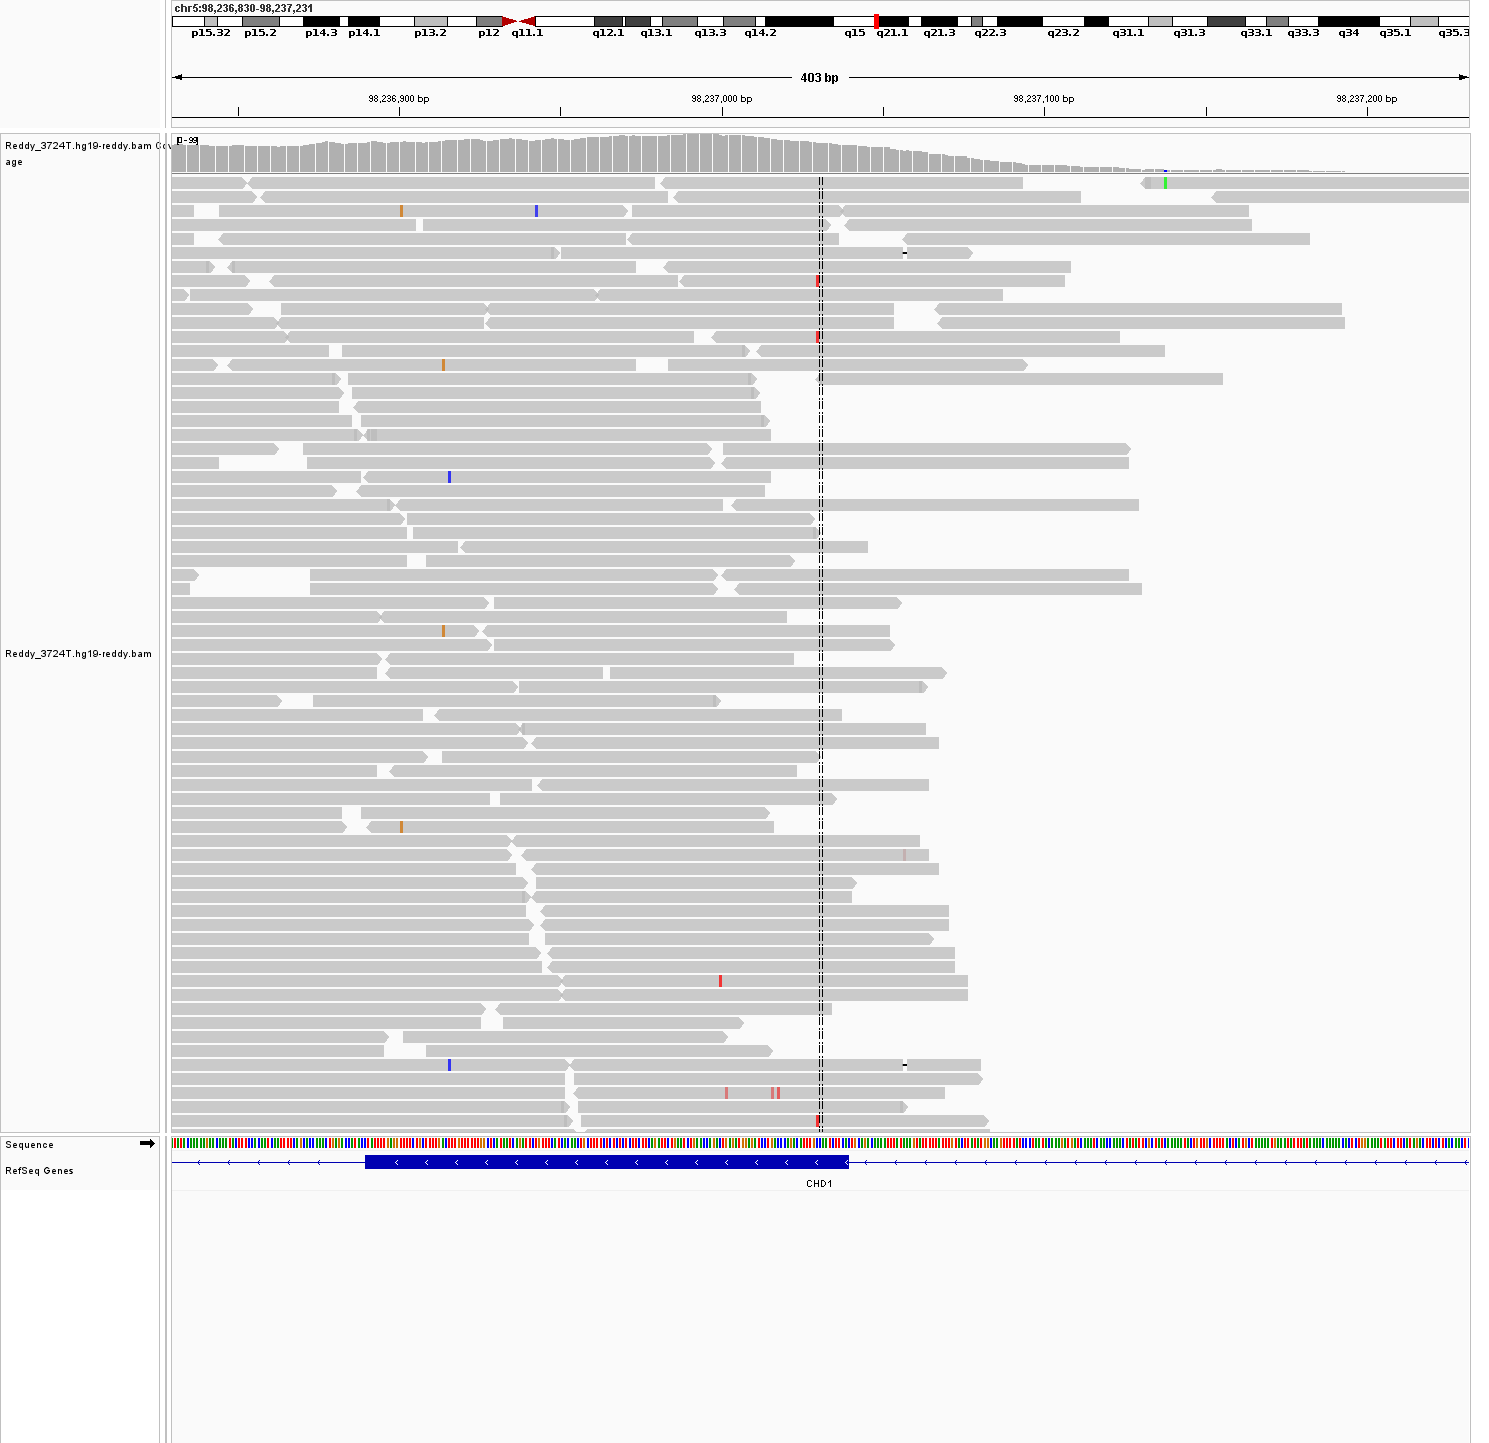 chr5:98,236,830-98,237,231
p15.32 p15.2 p14.3 p14.1 p13.2 p12 q11.1 q12.1 q13.1 q13.3 q14.2 q15 q21.1 q21.3 q22.3 q23.2 q31.1 q31.3 q33.1 q33.3 q34 q35.1 q35.3
403 bp
98,236,900 bp 98,237,000 bp 98,237,100 bp 98,237,200 bp
[0-99]
Reddy_3724T.hg19-reddy.bam Cov
age
Reddy_3724T.hg19-reddy.bam
Sequence
RefSeq Genes
CHD1